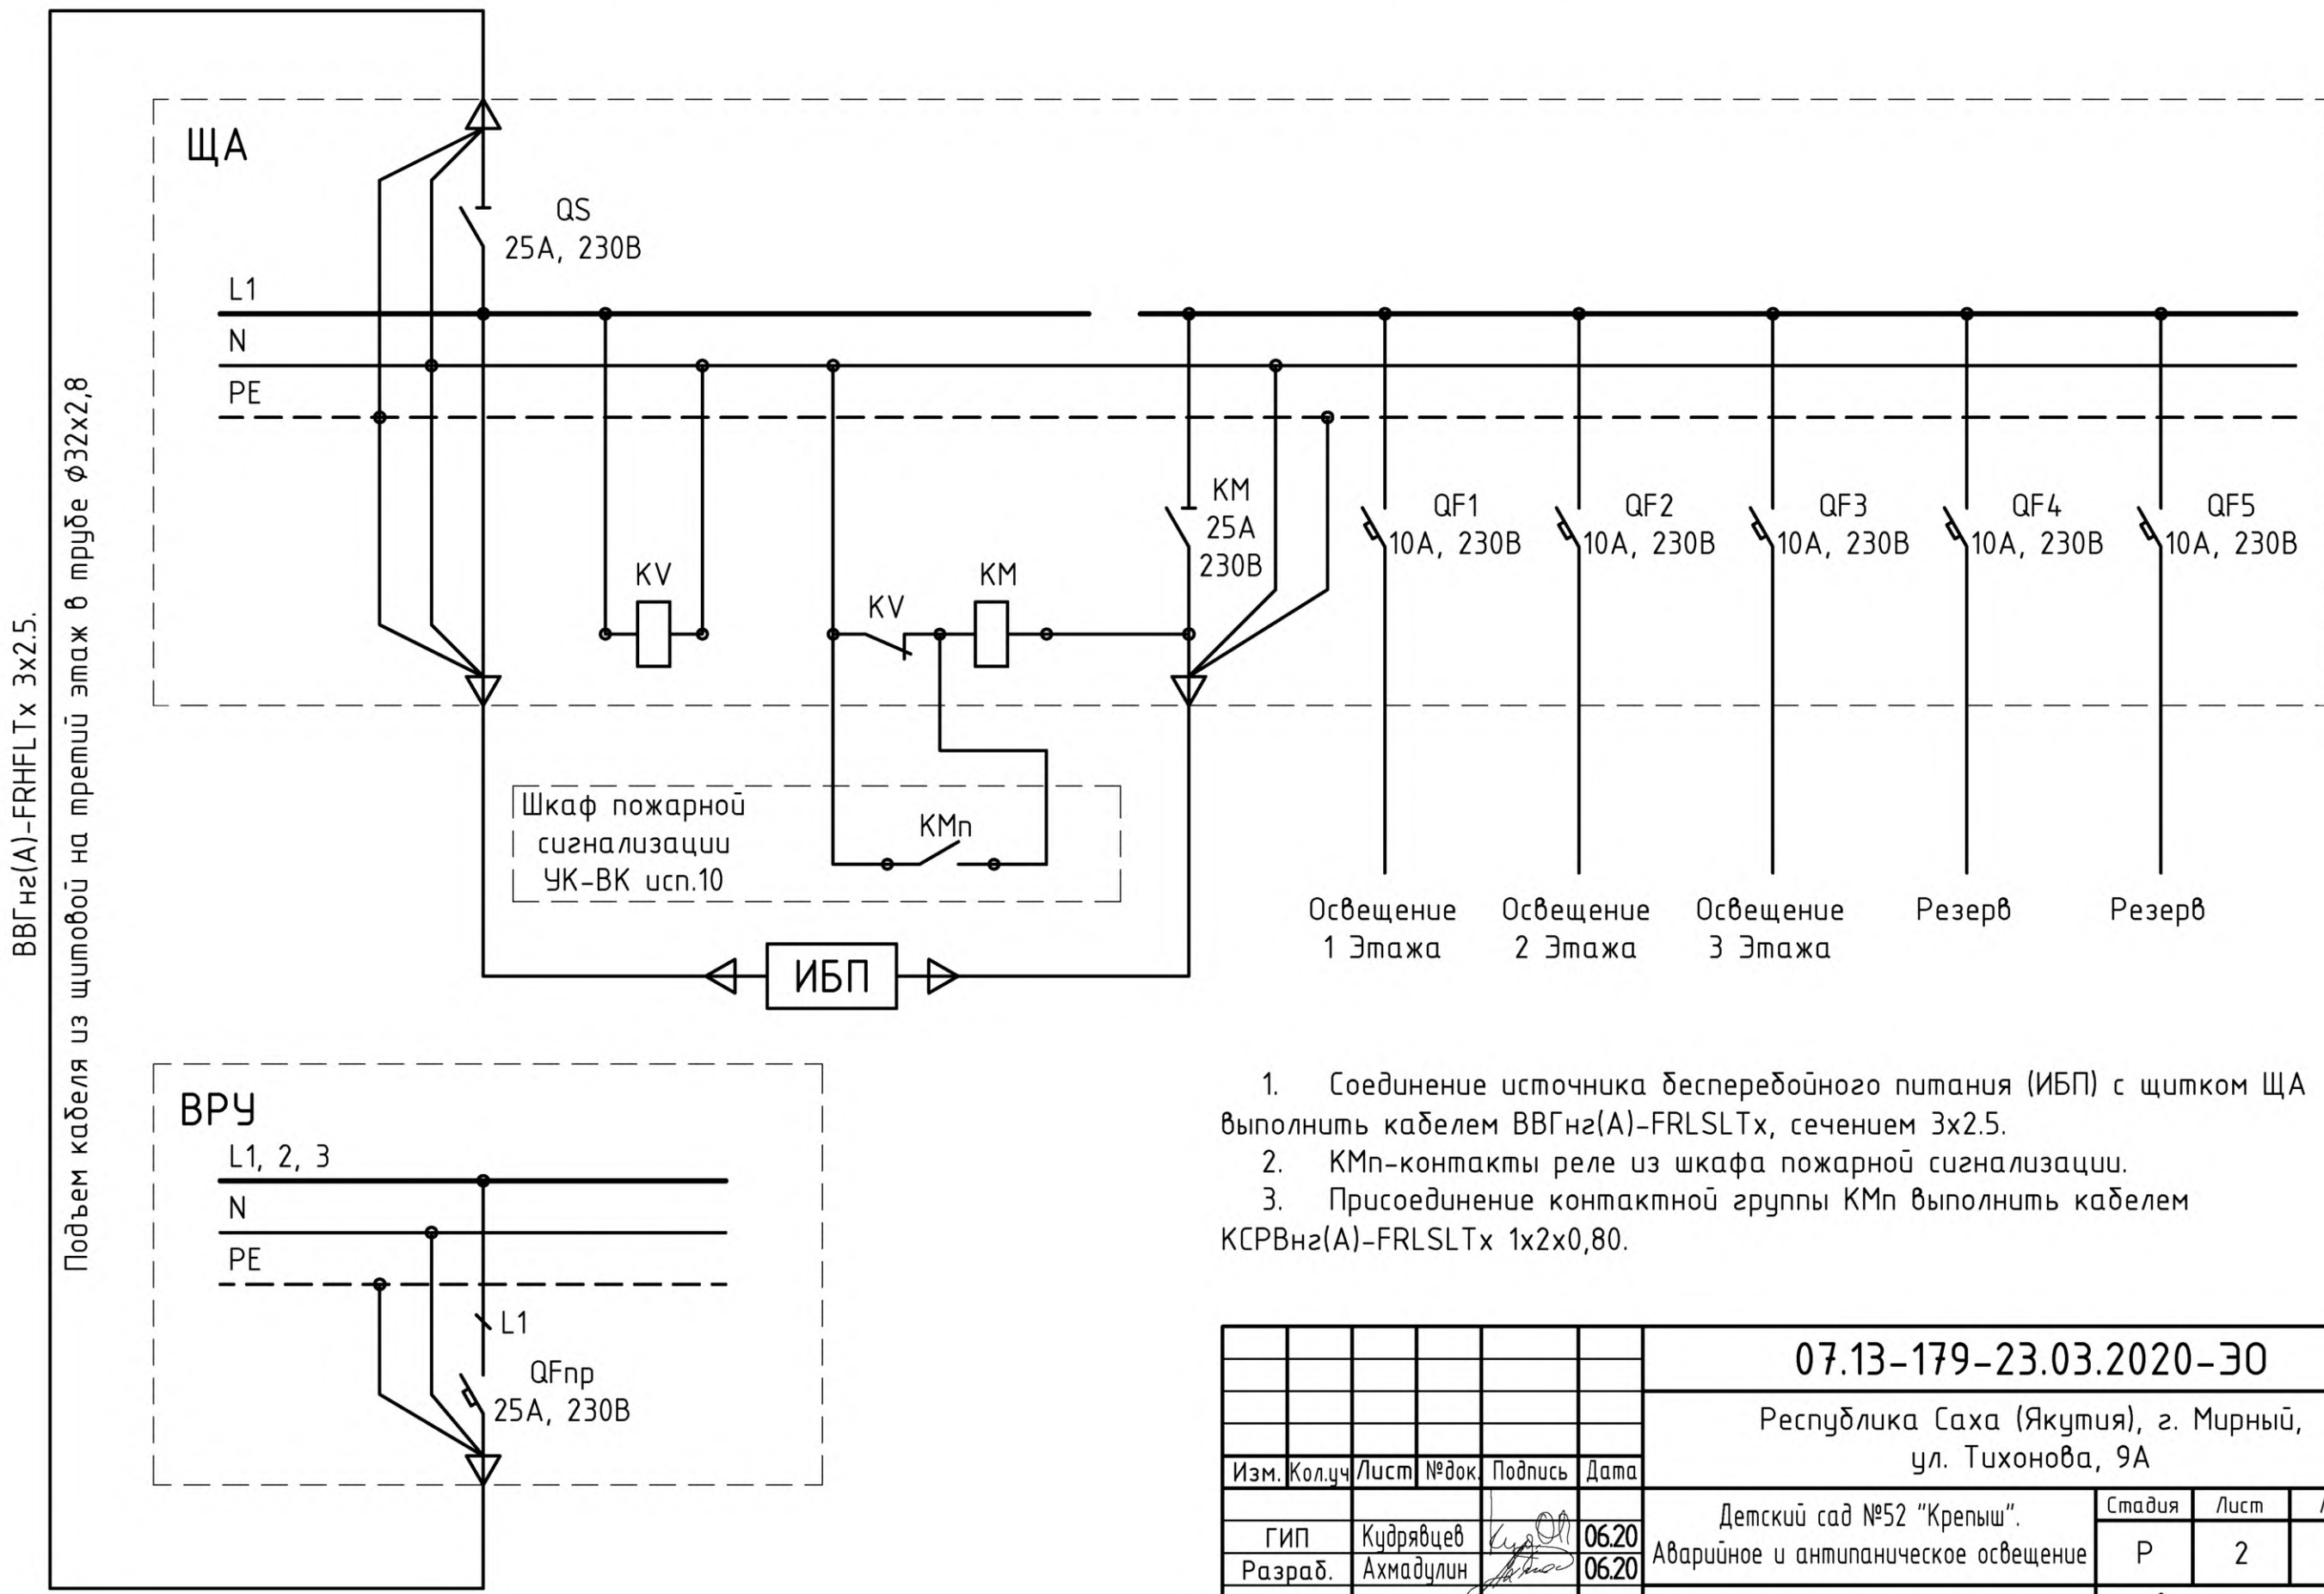 ВВГнг(А)-FRHFLTx 3х2.5.
Подъем кабеля из щитовой на третий этаж в трубе ф32х2,8
ЩА
QS
25А, 230В
L1
N
PE
KV
KV
KM
KM
25А
230В
QF1
10А, 230В
QF2
10А, 230В
QF3
10А, 230В
QF4
10А, 230В
QF5
10А, 230В
Шкаф пожарной
сигнализации
УК-ВК исп.10
КМп
ИБП
Освещение
1 Этажа
Освещение
2 Этажа
Освещение
3 Этажа
Резерв
Резерв
ВРУ
L1, 2, 3
N
PE
L1
QFпр
25А, 230В
1. Соединение источника бесперебойного питания (ИБП) с щитком ЩА
выполнить кабелем ВВГнг(А)-FRLSLTx, сечением 3х2.5.
2. КМп-контакты реле из шкафа пожарной сигнализации.
3. Присоединение контактной группы КМп выполнить кабелем
КСРВнг(А)-FRLSLTx 1х2х0,80.
07.13-179-23.03.2020-ЭО
Республика Саха (Якутия), г. Мирный,
ул. Тихонова, 9А
Изм. Кол.уч Лист №док. Подпись Дата
Детский сад №52 "Крепыш".
Аварийное и антипаническое освещение
Стадия Лист
Р 2
ГИП Кудрявцев 06.20
Разраб. Ахмадулин 06.20